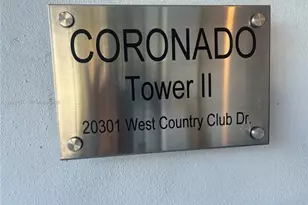 CORONADO
Tower II
20301 West Country Club Dr.